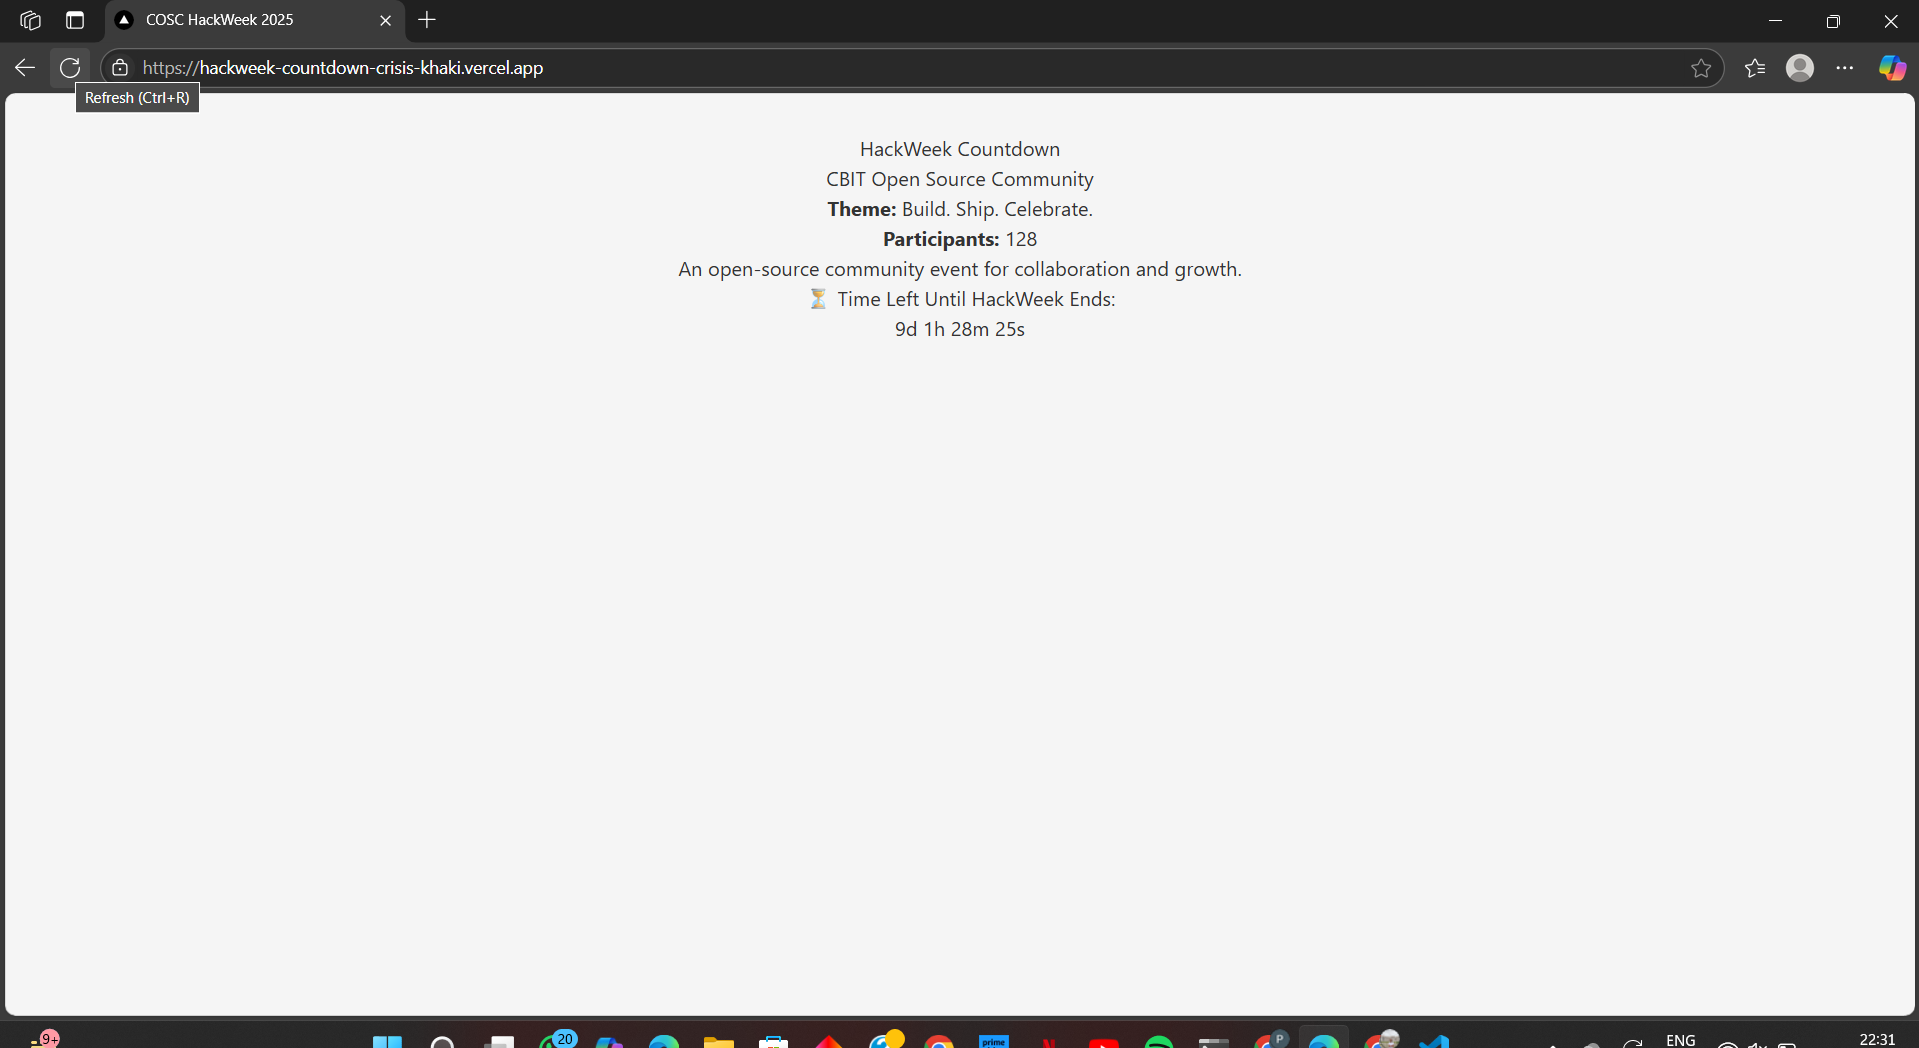 COSC HackWeek 2025
https://hackweek-countdown-crisis-khaki.vercel.app
Refresh (Ctrl+R)
HackWeek Countdown
CBIT Open Source Community
Theme: Build. Ship. Celebrate.
Participants: 128
An open-source community event for collaboration and growth.
⏳ Time Left Until HackWeek Ends:
9d 1h 28m 25s
9+
20
prime
P
ENG
22:31